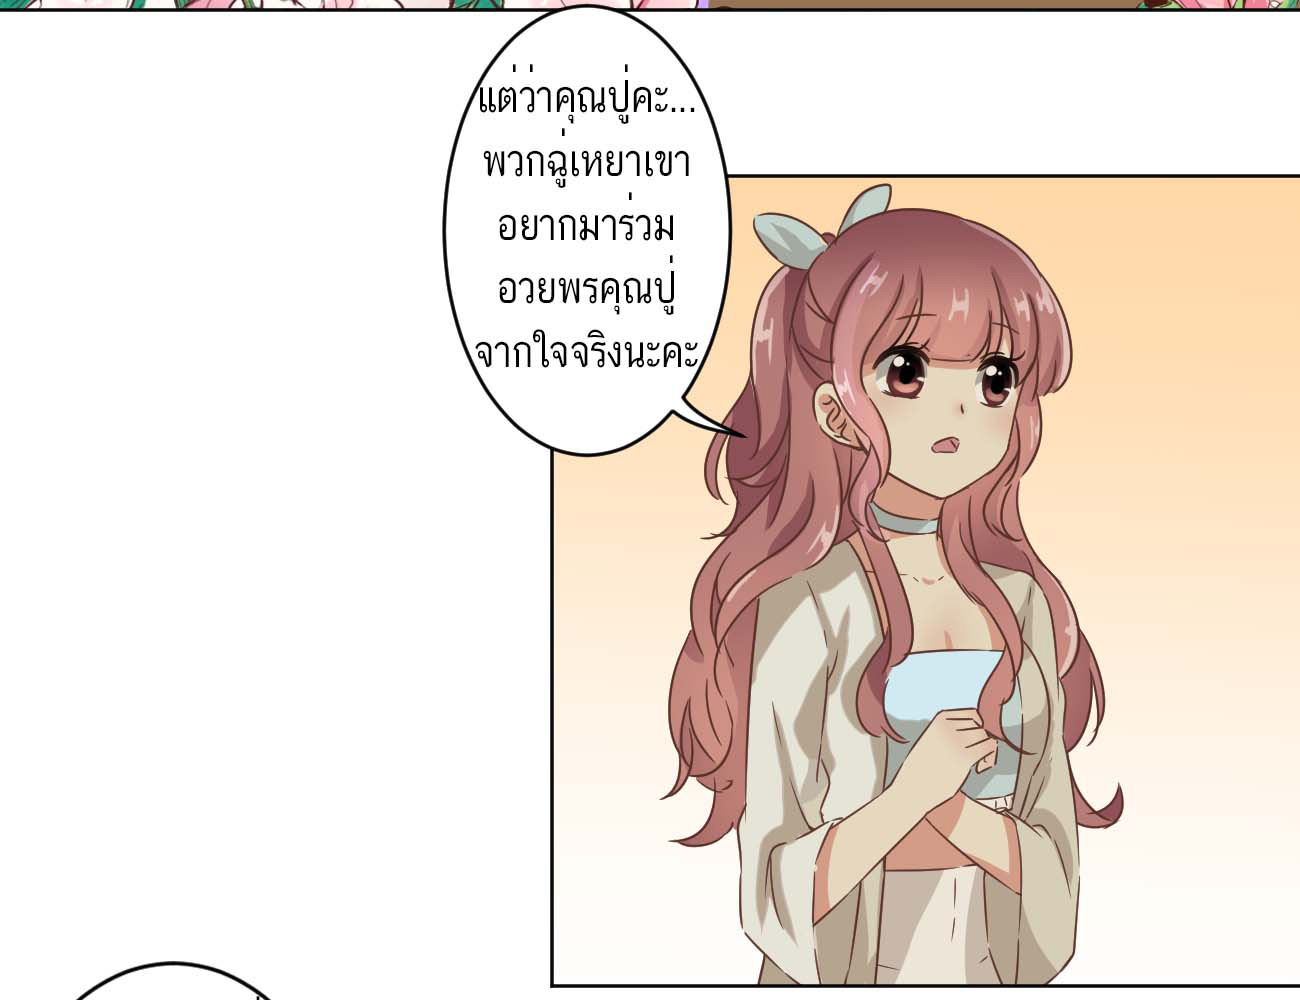 แต่ว่าคุณปู่คะ...
พวกฉู่เหยาเขา
อยากมาร่วม
อวยพรคุณปู่
จากใจจริงนะคะ